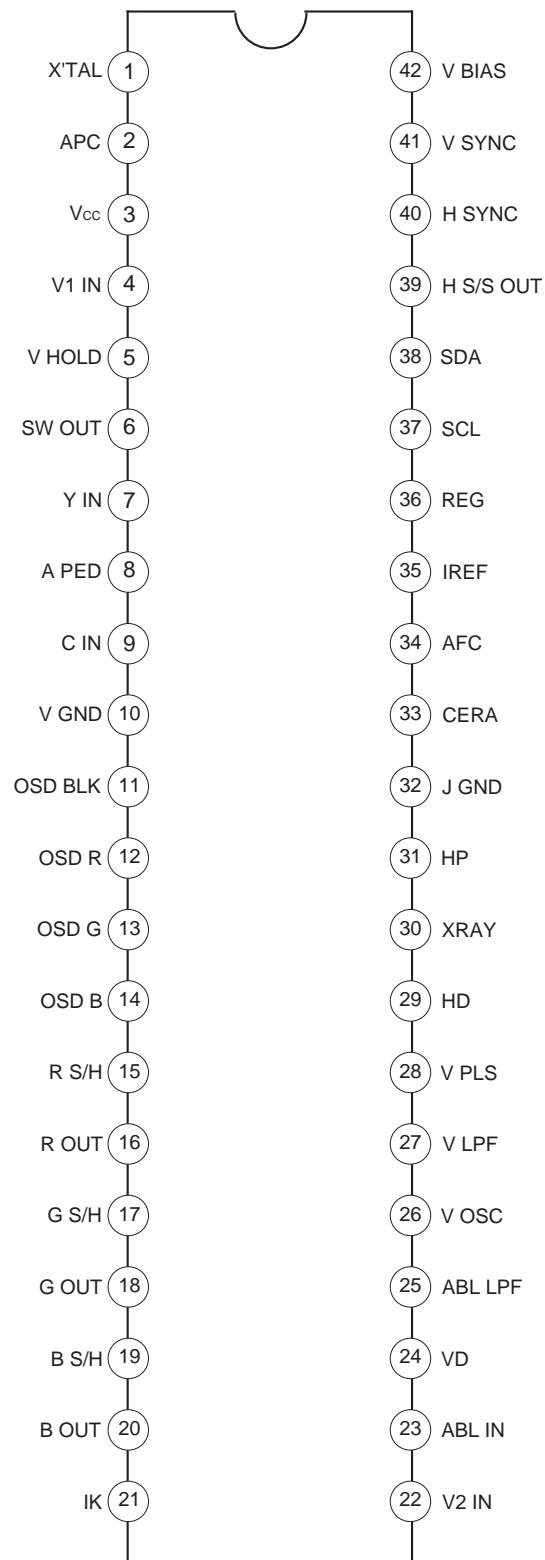 X'TAL 1 42 V BIAS
APC 2 41 V SYNC
Vcc 3 40 H SYNC
V1 IN 4 39 H S/S OUT
V HOLD 5 38 SDA
SW OUT 6 37 SCL
Y IN 7 36 REG
A PED 8 35 IREF
C IN 9 34 AFC
V GND 10 33 CERA
OSD BLK 11 32 J GND
OSD R 12 31 HP
OSD G 13 30 XRAY
OSD B 14 29 HD
R S/H 15 28 V PLS
R OUT 16 27 V LPF
G S/H 17 26 V OSC
G OUT 18 25 ABL LPF
B S/H 19 24 VD
B OUT 20 23 ABL IN
IK 21 22 V2 IN